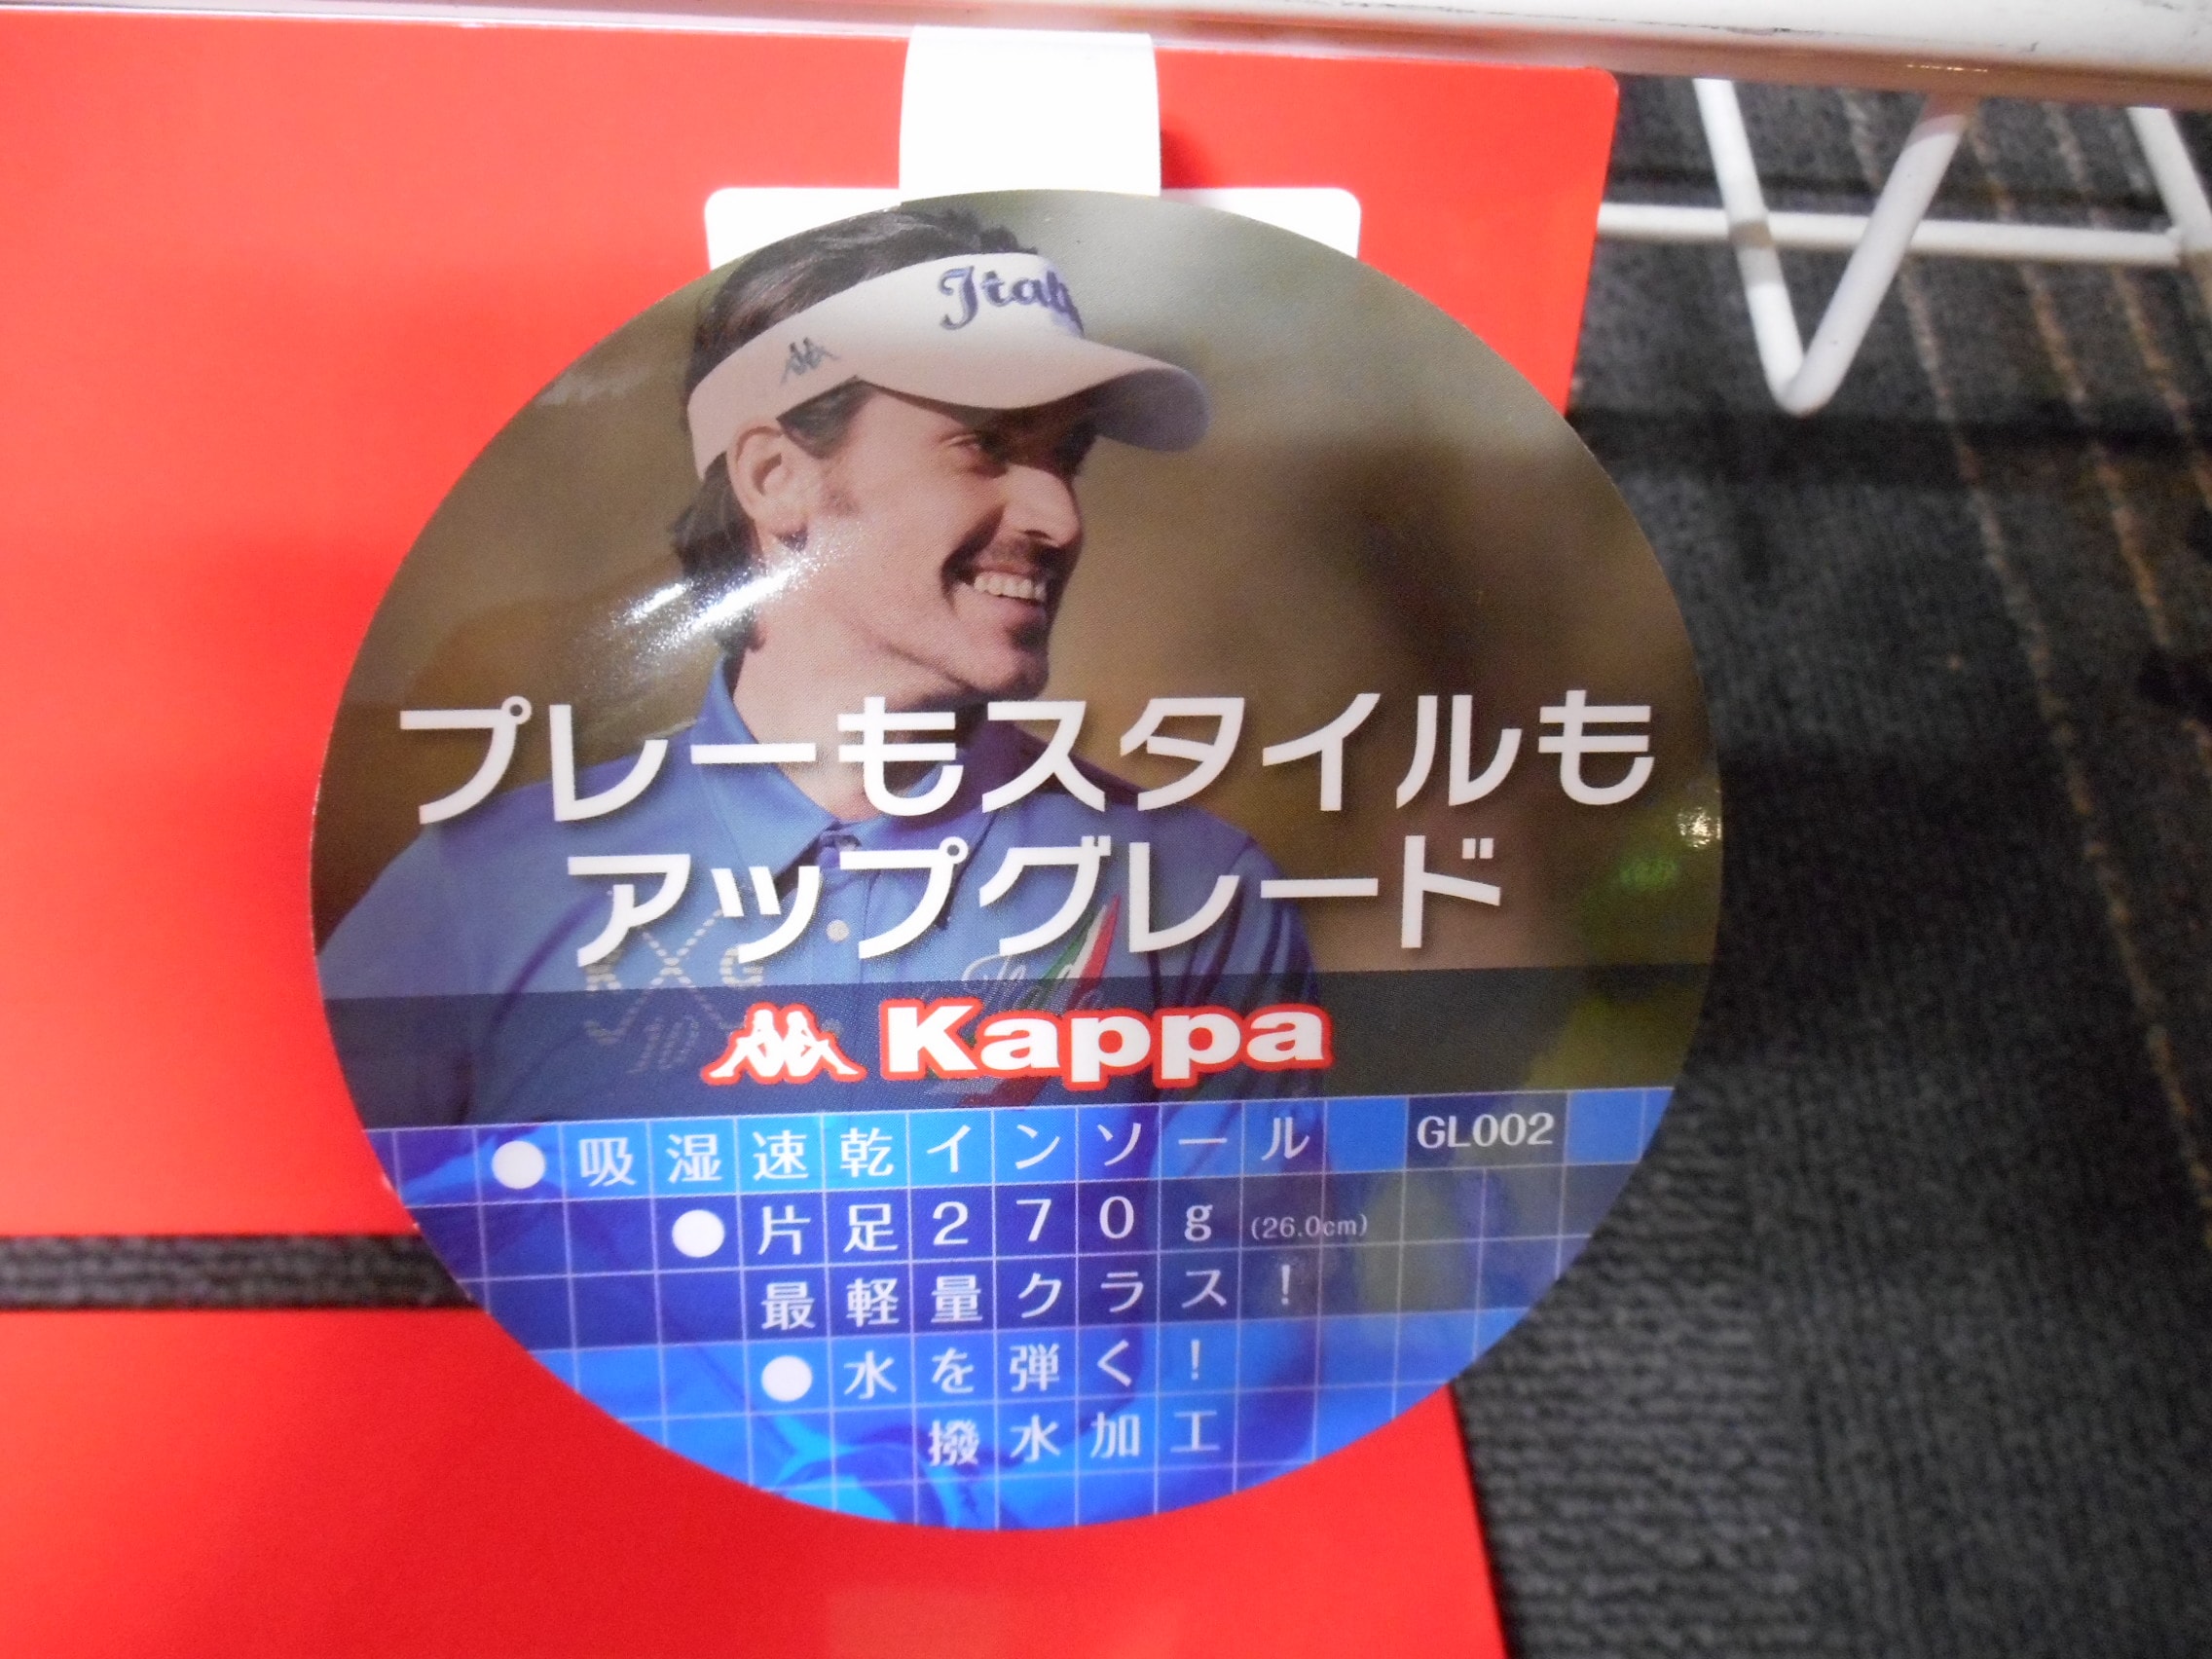 プレーもスタイルも
アップグレード
Kappa
●吸湿速乾インソール GL002
●片足270g (26.0cm)
最軽量クラス！
●水を弾く！
撥水加工